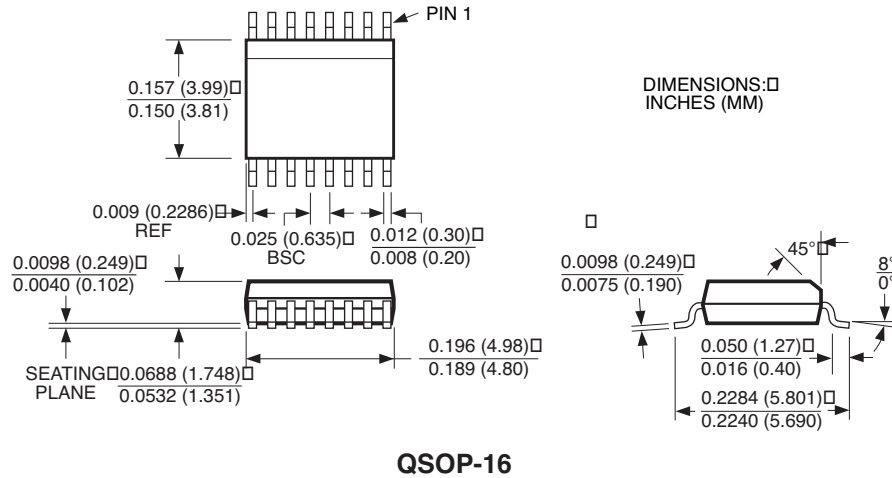 PIN 1
0.157 (3.99)□
0.150 (3.81)
DIMENSIONS:□
INCHES (MM)
0.009 (0.2286)□
REF
0.025 (0.635)□
BSC
0.012 (0.30)□
0.008 (0.20)
□
45°□
8°
0°
0.0098 (0.249)□
0.0040 (0.102)
0.0098 (0.249)□
0.0075 (0.190)
SEATING□
PLANE
0.0688 (1.748)□
0.0532 (1.351)
0.196 (4.98)□
0.189 (4.80)
0.050 (1.27)□
0.016 (0.40)
0.2284 (5.801)□
0.2240 (5.690)
QSOP-16